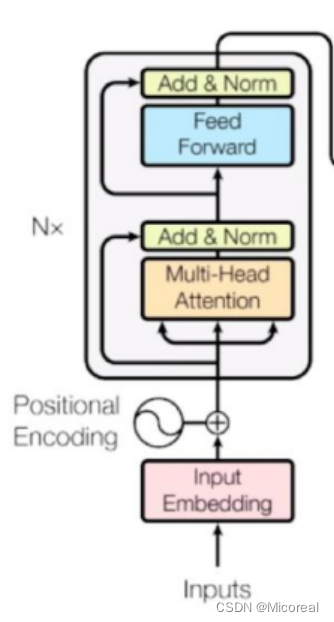 Add & Norm
Feed
Forward
Nx
Add & Norm
Multi-Head
Attention
Positional
Encoding
Input
Embedding
Inputs
CSDN @Micoreal